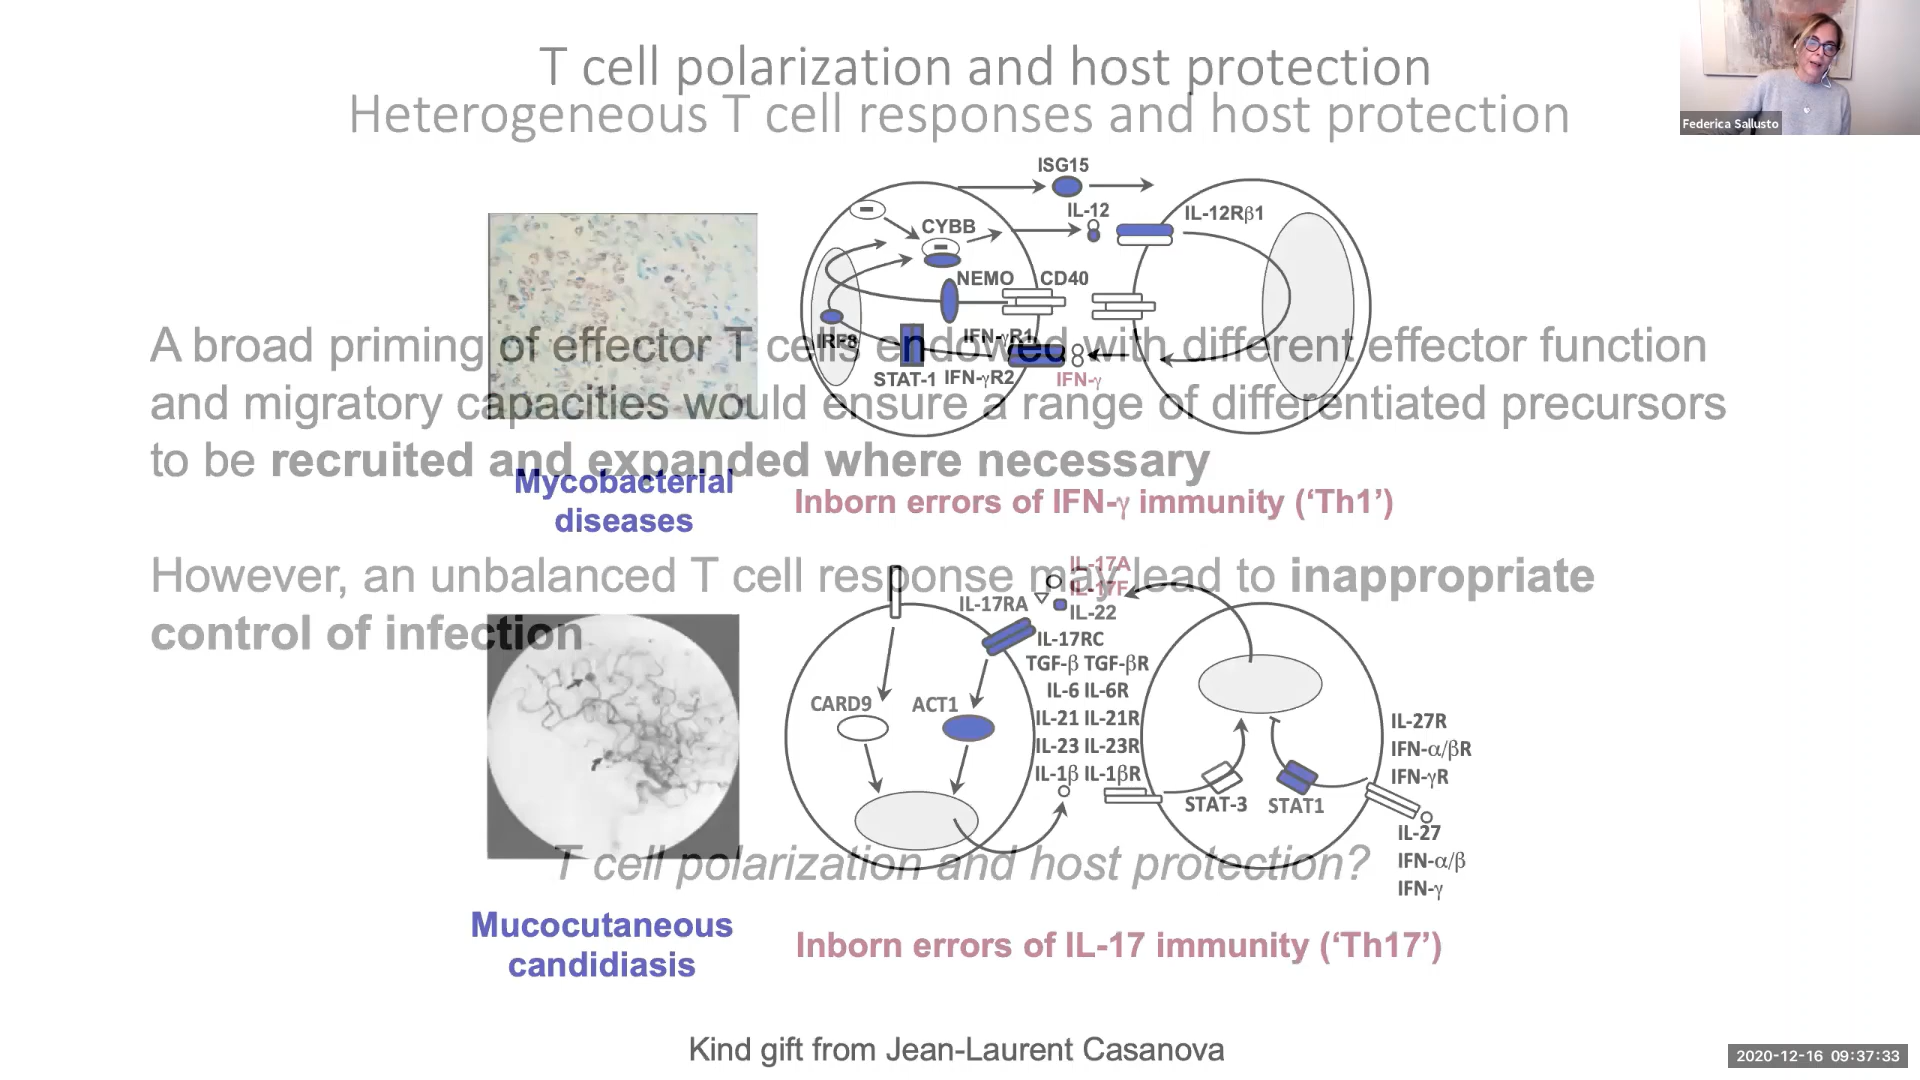 T cell polarization and host protection
Heterogeneous T cell responses and host protection
Federica Sallusto
ISG15
IL-12
IL-12Rβ1
CYBB
NEMO
CD40
IRF8
IFN-γR1
STAT-1
IFN-γR2
IFN-γ
A broad priming of effector T cells endowed with different effector function
and migratory capacities would ensure a range of differentiated precursors
to be recruited and expanded where necessary
Mycobacterial
diseases
Inborn errors of IFN-γ immunity (‘Th1’)
However, an unbalanced T cell response may lead to inappropriate
control of infection
IL-17A
IL-17F
IL-22
IL-17RA
IL-17RC
TGF-β TGF-βR
IL-6 IL-6R
IL-21 IL-21R
IL-23 IL-23R
IL-1β IL-1βR
CARD9
ACT1
STAT-3
STAT1
IL-27R
IFN-α/βR
IFN-γR
IL-27
IFN-α/β
IFN-γ
T cell polarization and host protection?
Mucocutaneous
candidiasis
Inborn errors of IL-17 immunity (‘Th17’)
Kind gift from Jean-Laurent Casanova
2020-12-16 09:37:33